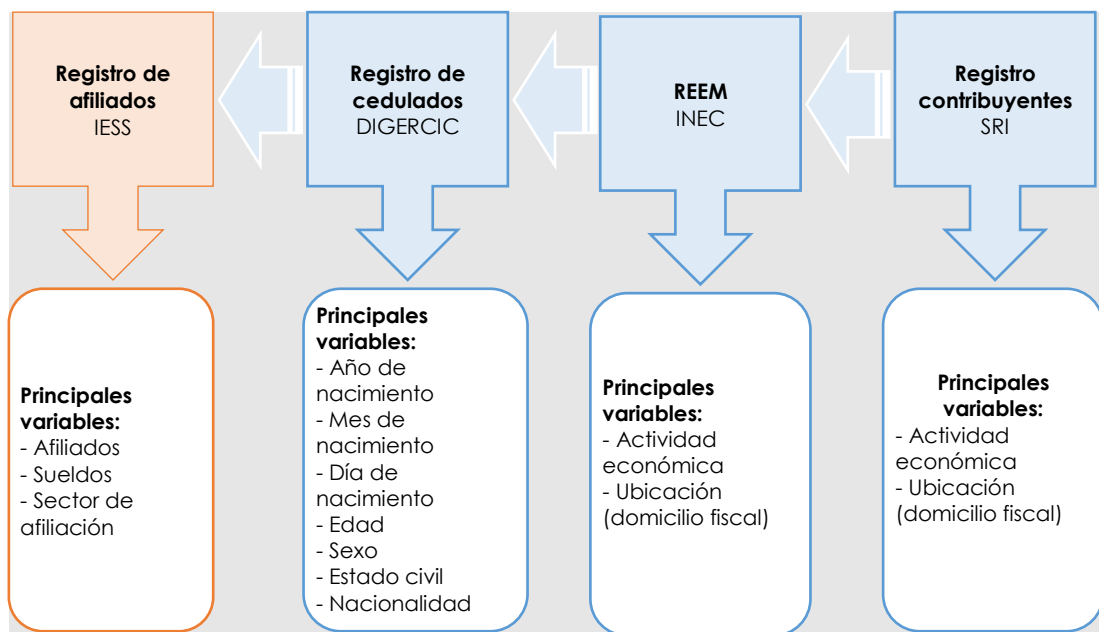 Registro de
afiliados
IESS
Registro de
cedulados
DIGERCIC
REEM
INEC
Registro
contribuyentes
SRI
Principales
variables:
- Afiliados
- Sueldos
- Sector de
afiliación
Principales
variables:
- Año de
nacimiento
- Mes de
nacimiento
- Día de
nacimiento
- Edad
- Sexo
- Estado civil
- Nacionalidad
Principales
variables:
- Actividad
económica
- Ubicación
(domicilio fiscal)
Principales
variables:
- Actividad
económica
- Ubicación
(domicilio fiscal)